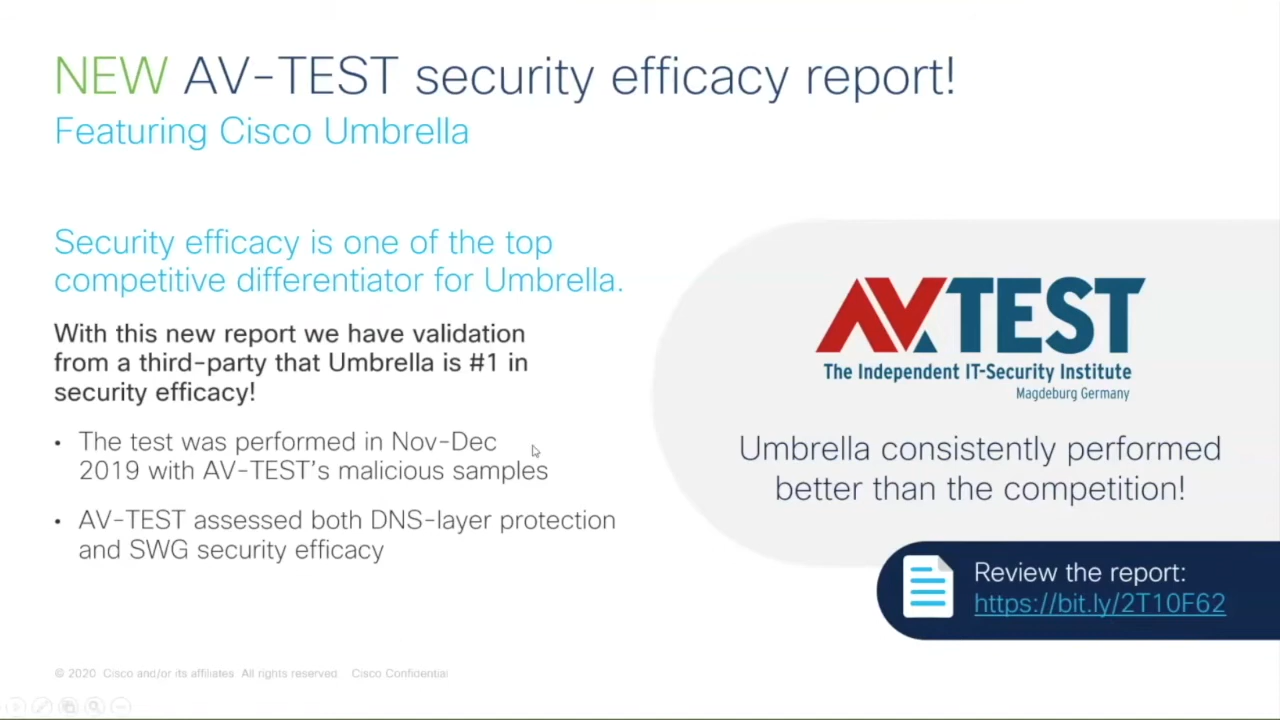 NEW AV-TEST security efficacy report!
Featuring Cisco Umbrella
Security efficacy is one of the top
competitive differentiator for Umbrella.
With this new report we have validation
from a third-party that Umbrella is #1 in
security efficacy!
• The test was performed in Nov-Dec
2019 with AV-TEST's malicious samples
• AV-TEST assessed both DNS-layer protection
and SWG security efficacy
AV TEST
The Independent IT-Security Institute
Magdeburg Germany
Umbrella consistently performed
better than the competition!
Review the report:
https://bit.ly/2T10F62
© 2020 Cisco and/or its affiliates. All rights reserved. Cisco Confidential